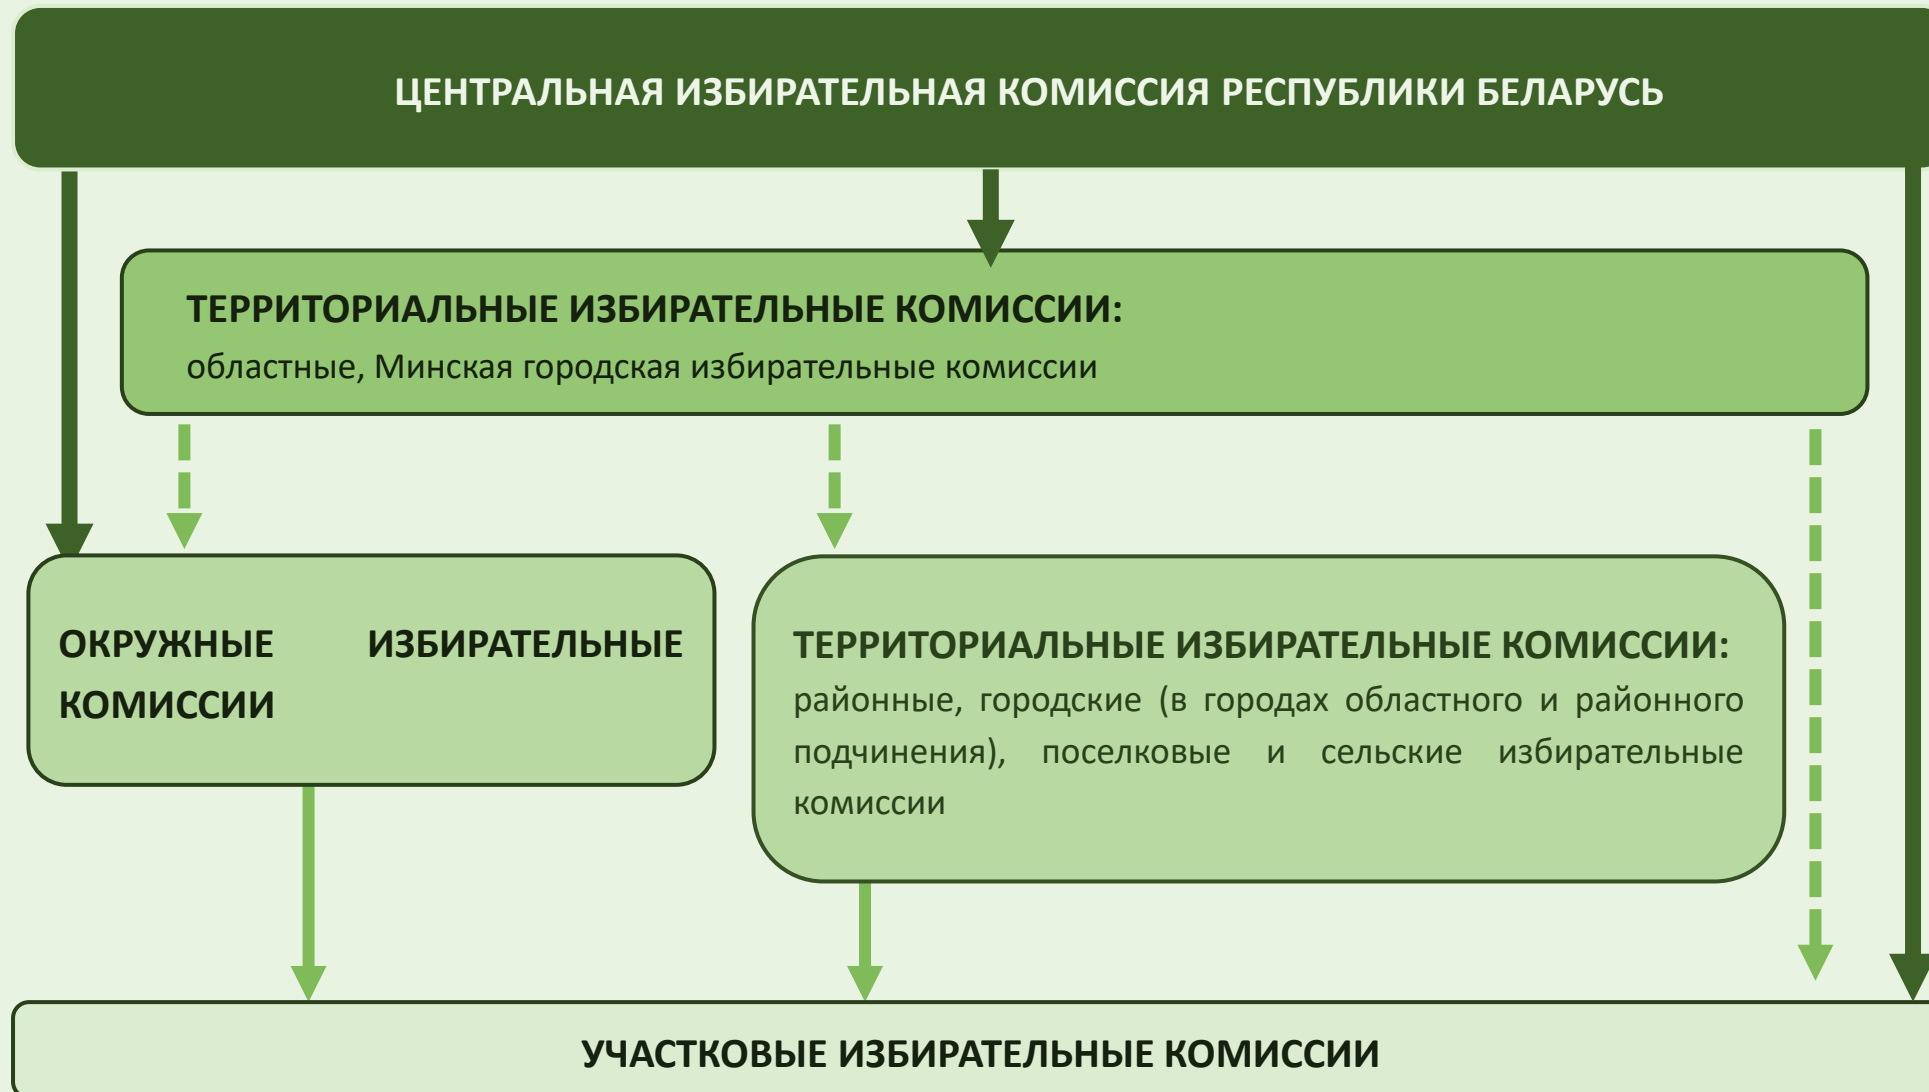 ЦЕНТРАЛЬНАЯ ИЗБИРАТЕЛЬНАЯ КОМИССИЯ РЕСПУБЛИКИ БЕЛАРУСЬ
ТЕРРИТОРИАЛЬНЫЕ ИЗБИРАТЕЛЬНЫЕ КОМИССИИ:
областные, Минская городская избирательные комиссии
ОКРУЖНЫЕ ИЗБИРАТЕЛЬНЫЕ
КОМИССИИ
ТЕРРИТОРИАЛЬНЫЕ ИЗБИРАТЕЛЬНЫЕ КОМИССИИ:
районные, городские (в городах областного и районного
подчинения), поселковые и сельские избирательные
комиссии
УЧАСТКОВЫЕ ИЗБИРАТЕЛЬНЫЕ КОМИССИИ